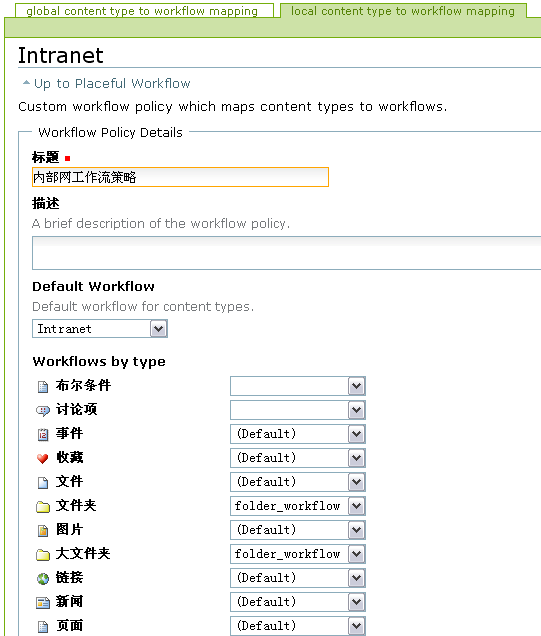 global content type to workflow mapping local content type to workflow mapping
Intranet
Up to Placeful Workflow
Custom workflow policy which maps content types to workflows.
Workflow Policy Details
标题
内部网工作流策略
描述
A brief description of the workflow policy.
Default Workflow
Default workflow for content types.
Intranet
Workflows by type
布尔条件
讨论项
事件 (Default)
收藏 (Default)
文件 (Default)
文件夹 folder_workflow
图片 (Default)
大文件夹 folder_workflow
链接 (Default)
新闻 (Default)
页面 (Default)